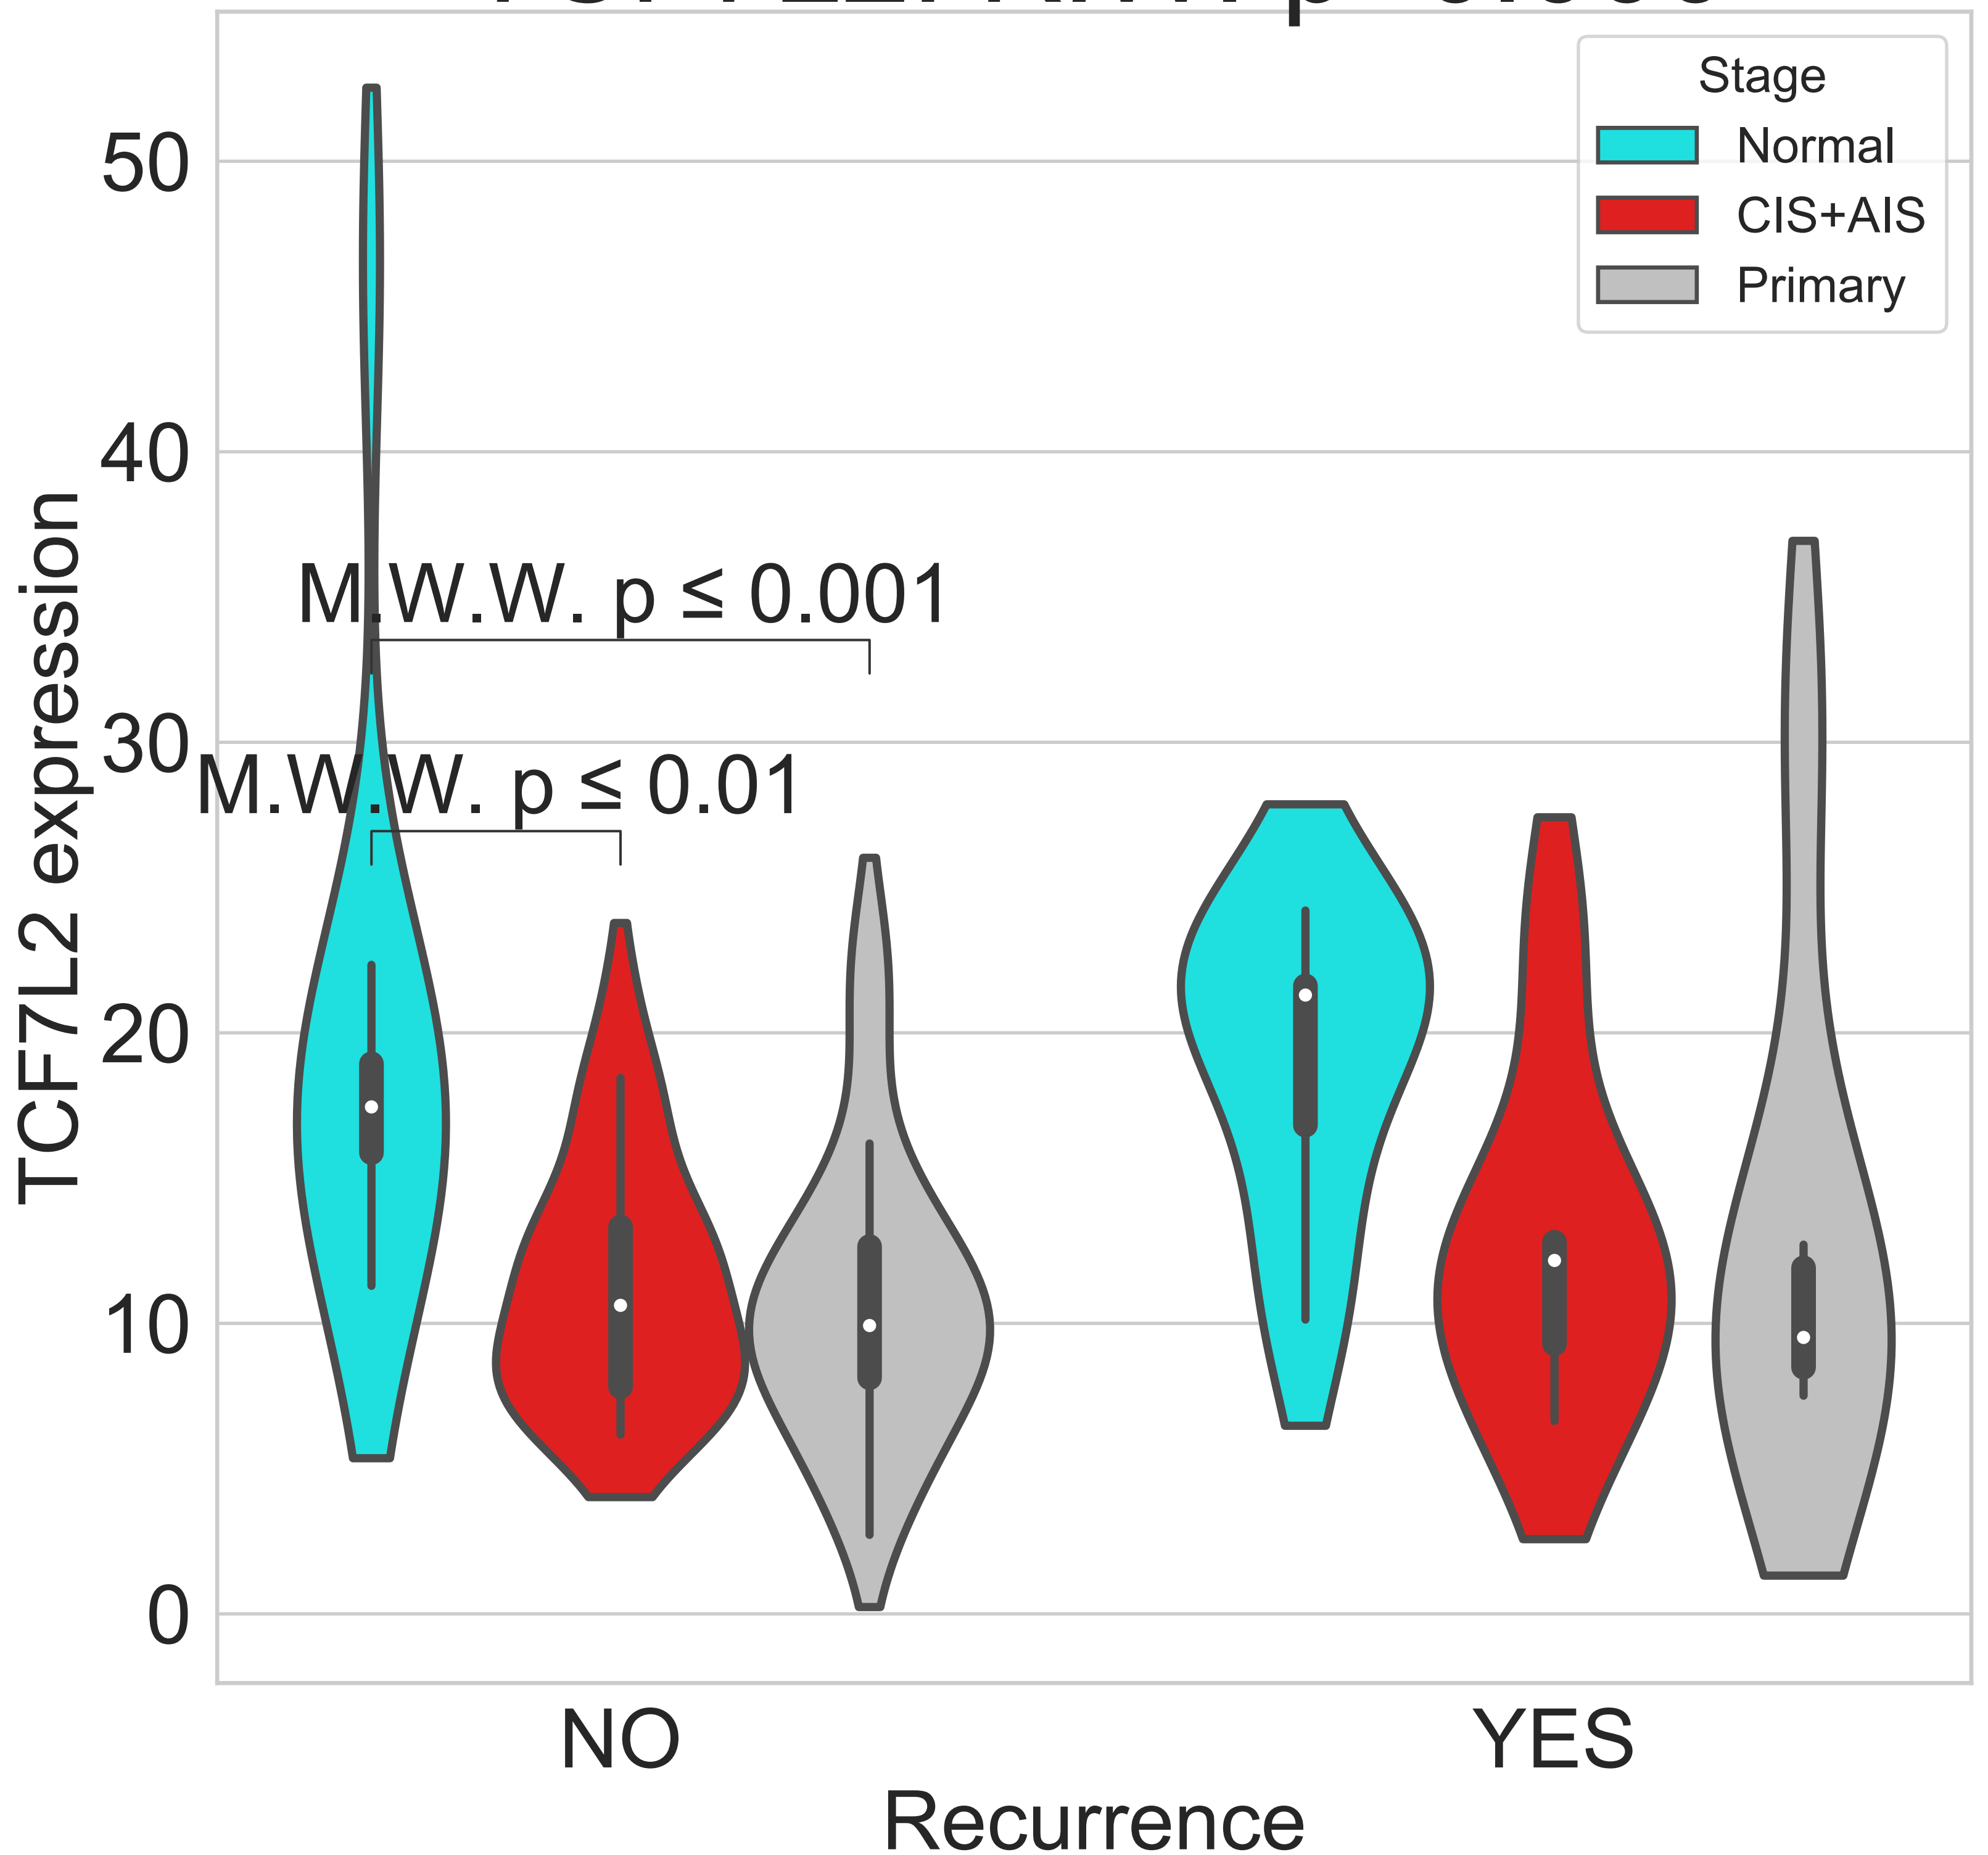 Stage
Normal
CIS+AIS
Primary
50
40
30
20
10
0
TCF7L2 expression
M.W.W. p ≤ 0.001
M.W.W. p ≤ 0.01
NO
YES
Recurrence